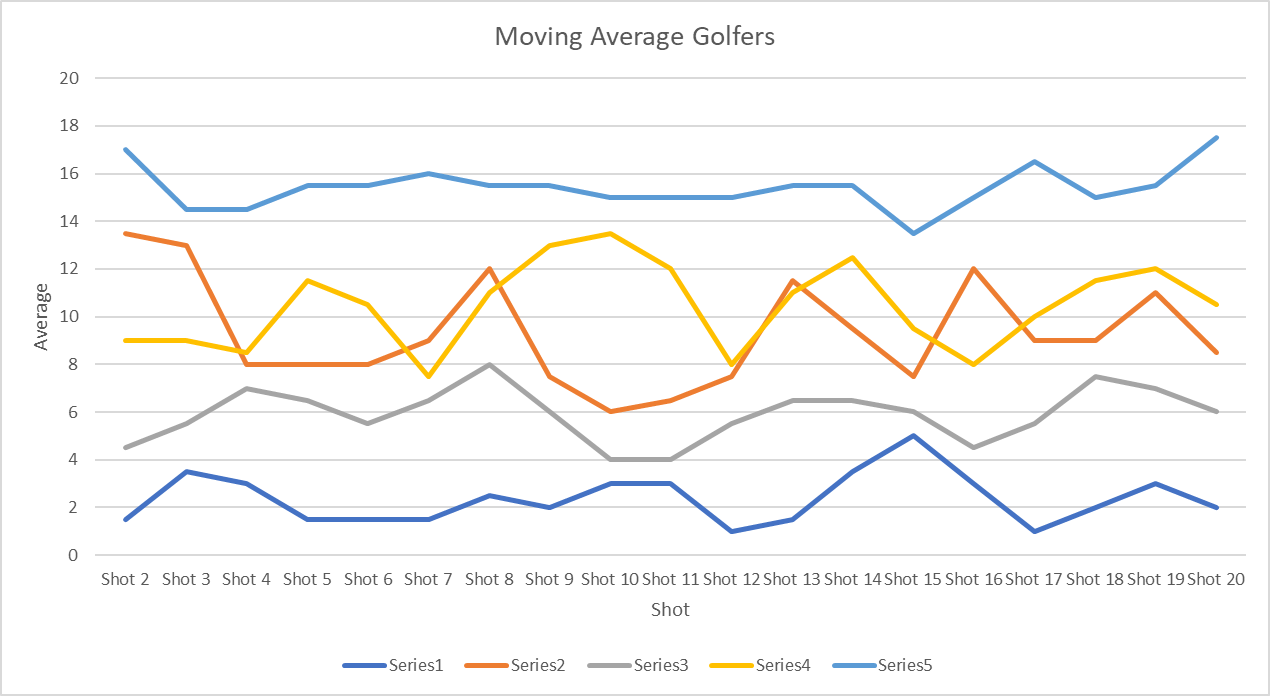 Moving Average Golfers
20
18
16
14
12
10
8
6
4
2
0
Average
Shot 2 Shot 3 Shot 4 Shot 5 Shot 6 Shot 7 Shot 8 Shot 9 Shot 10 Shot 11 Shot 12 Shot 13 Shot 14 Shot 15 Shot 16 Shot 17 Shot 18 Shot 19 Shot 20
Shot
Series1 Series2 Series3 Series4 Series5